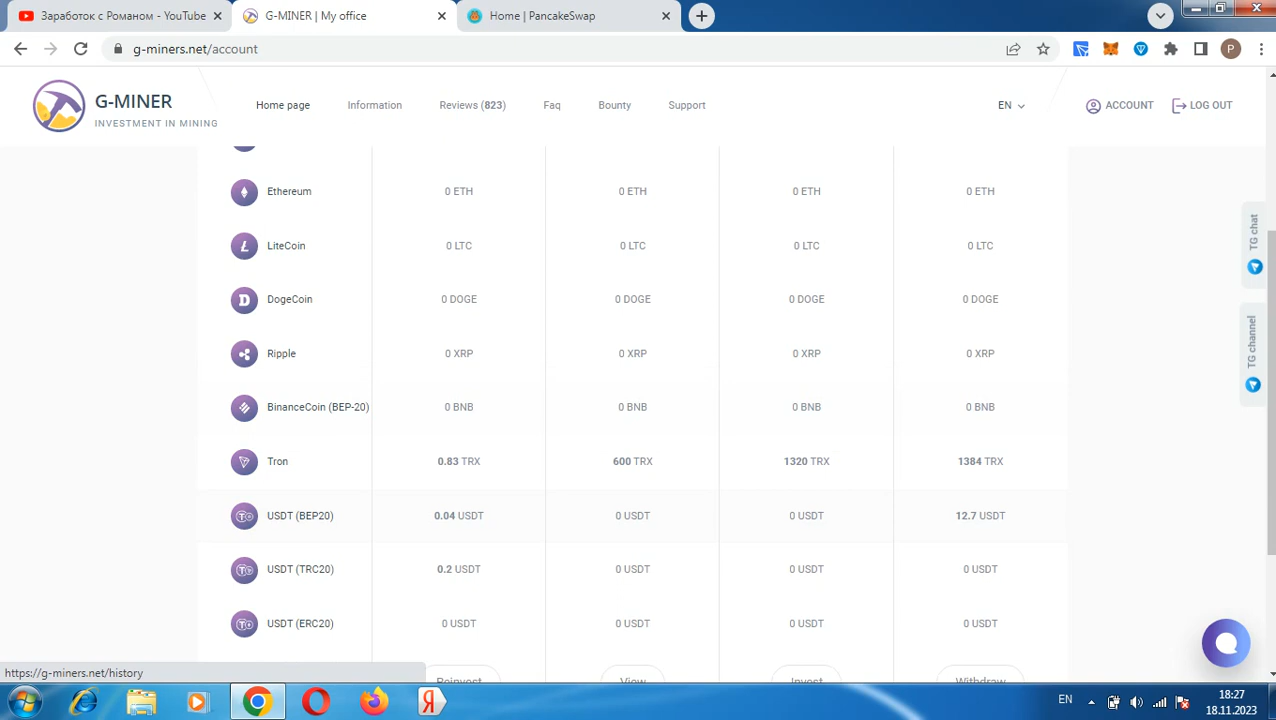 Заработок с Романом - YouTube
G-MINER | My office
Home | PancakeSwap
g-miners.net/account
P
G-MINER
INVESTMENT IN MINING
Home page
Information
Reviews (823)
Faq
Bounty
Support
EN
ACCOUNT
LOG OUT
Ethereum 0 ETH 0 ETH 0 ETH 0 ETH
LiteCoin 0 LTC 0 LTC 0 LTC 0 LTC
DogeCoin 0 DOGE 0 DOGE 0 DOGE 0 DOGE
Ripple 0 XRP 0 XRP 0 XRP 0 XRP
BinanceCoin (BEP-20) 0 BNB 0 BNB 0 BNB 0 BNB
Tron 0.83 TRX 600 TRX 1320 TRX 1384 TRX
USDT (BEP20) 0.04 USDT 0 USDT 0 USDT 12.7 USDT
USDT (TRC20) 0.2 USDT 0 USDT 0 USDT 0 USDT
USDT (ERC20) 0 USDT 0 USDT 0 USDT 0 USDT
Reinvest View Invest Withdraw
TG chat
TG channel
https://g-miners.net/history
EN
18:27
18.11.2023